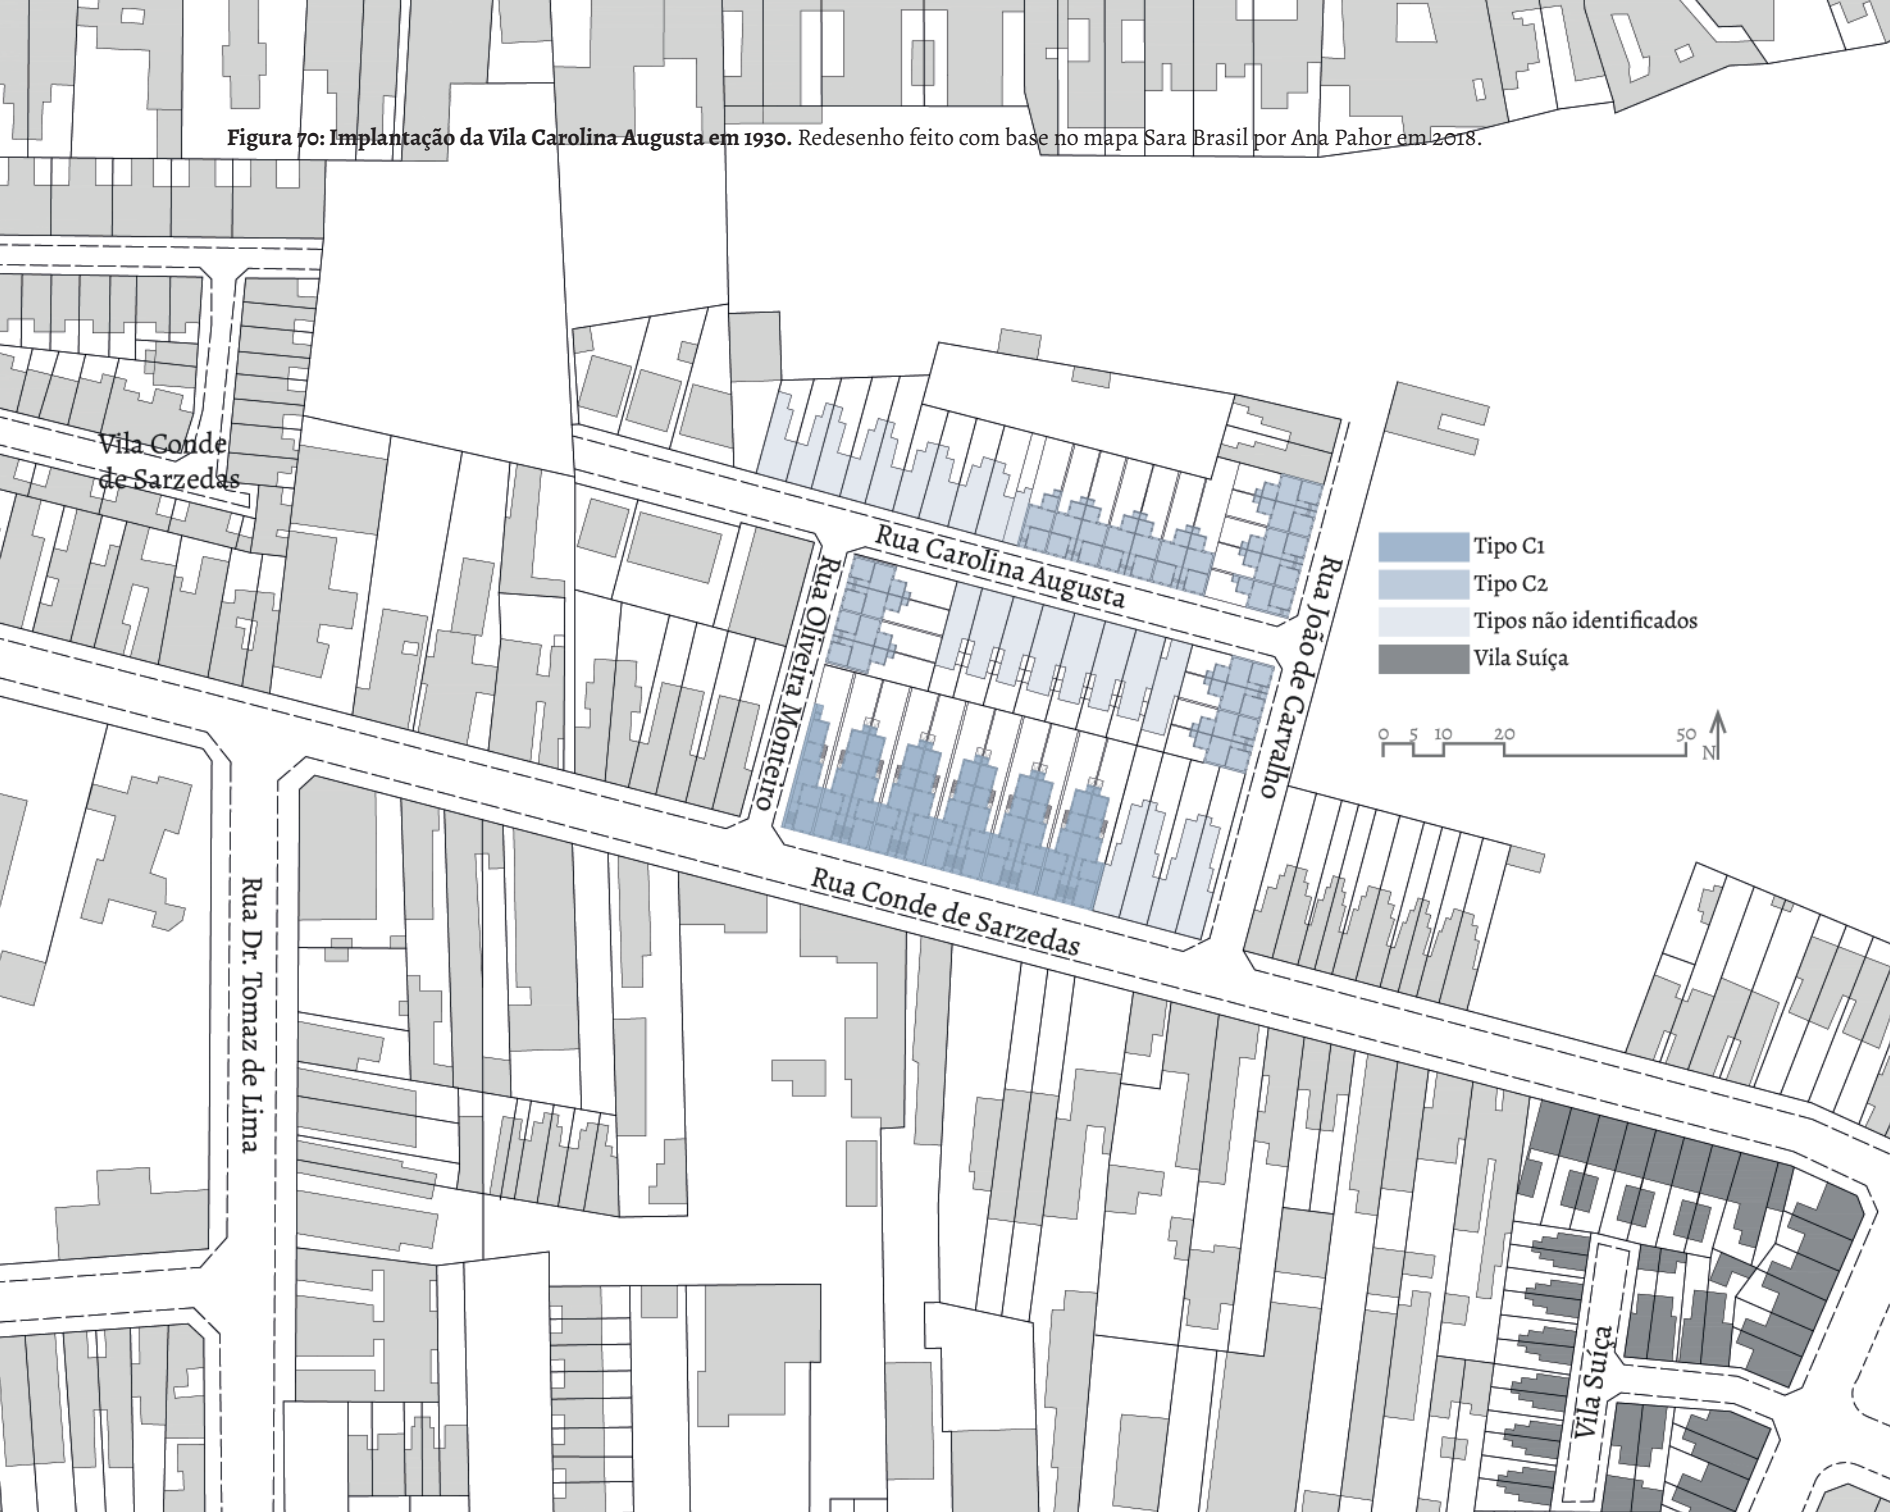 Figura 70: Implantação da Vila Carolina Augusta em 1930. Redesenho feito com base no mapa Sara Brasil por Ana Pahor em 2018.
Vila Conde
de Sarzedas
Rua Carolina Augusta
Rua Oliveira Monteiro
Rua João de Carvalho
Tipo C1
Tipo C2
Tipos não identificados
Vila Suíça
0 5 10 20 50 N
Rua Conde de Sarzedas
Rua Dr. Tomaz de Lima
Vila Suíça